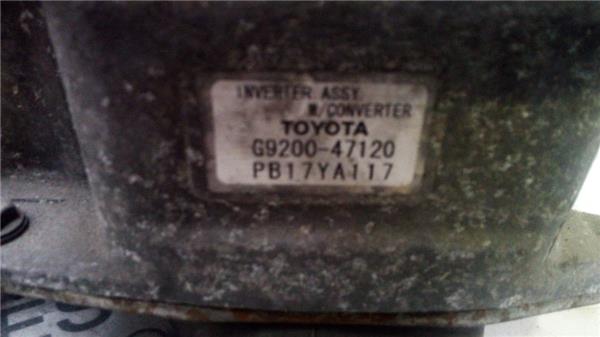 INVERTER ASSY
W/CONVERTER
TOYOTA
G9200-47120
PB17YA117